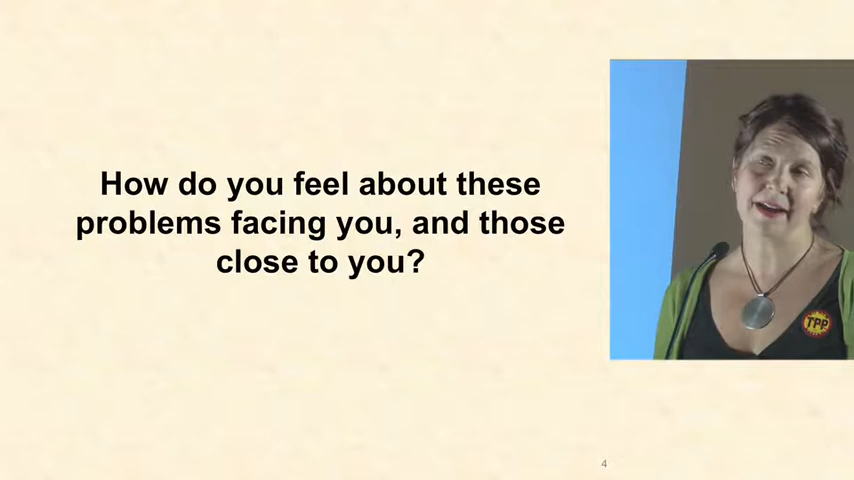 How do you feel about these
problems facing you, and those
close to you?
TPP
4